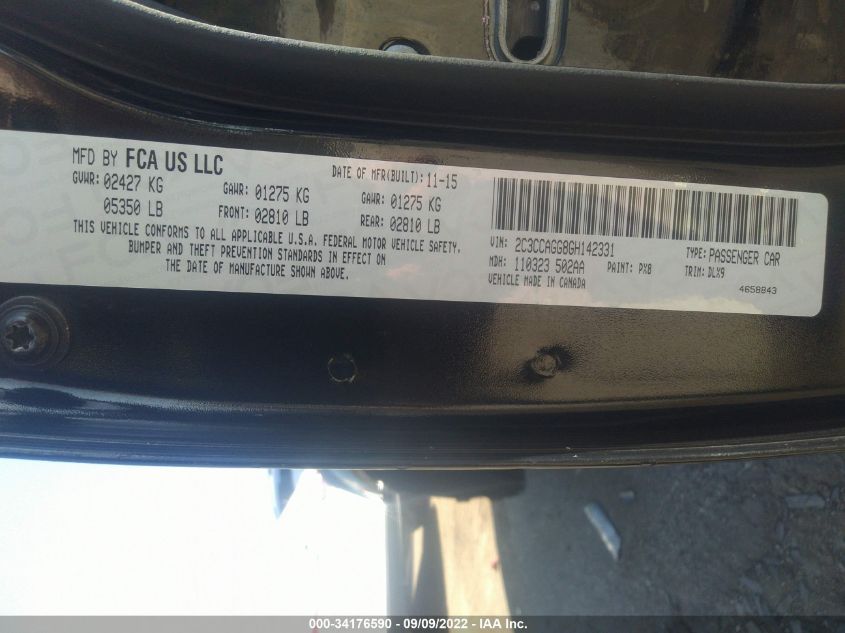 MFD BY FCA US LLC
DATE OF MFR(BUILT): 11-15
GVWR: 02427 KG
GAWR: 01275 KG
GAWR: 01275 KG
05350 LB
FRONT: 02810 LB
REAR: 02810 LB
THIS VEHICLE CONFORMS TO ALL APPLICABLE U.S.A. FEDERAL MOTOR VEHICLE SAFETY,
BUMPER AND THEFT PREVENTION STANDARDS IN EFFECT ON
THE DATE OF MANUFACTURE SHOWN ABOVE.
VIN: 2C3CCAGG8GH142331
TYPE: PASSENGER CAR
MDH: 110323 502AA
PAINT: PX8
TRIM: DLX9
VEHICLE MADE IN CANADA
4658843
000-34176590 - 09/09/2022 - IAA Inc.